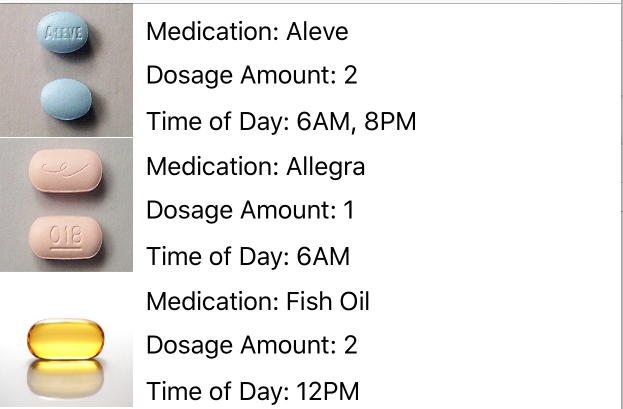 ALEVE
Medication: Aleve
Dosage Amount: 2
Time of Day: 6AM, 8PM
Medication: Allegra
Dosage Amount: 1
018
Time of Day: 6AM
Medication: Fish Oil
Dosage Amount: 2
Time of Day: 12PM